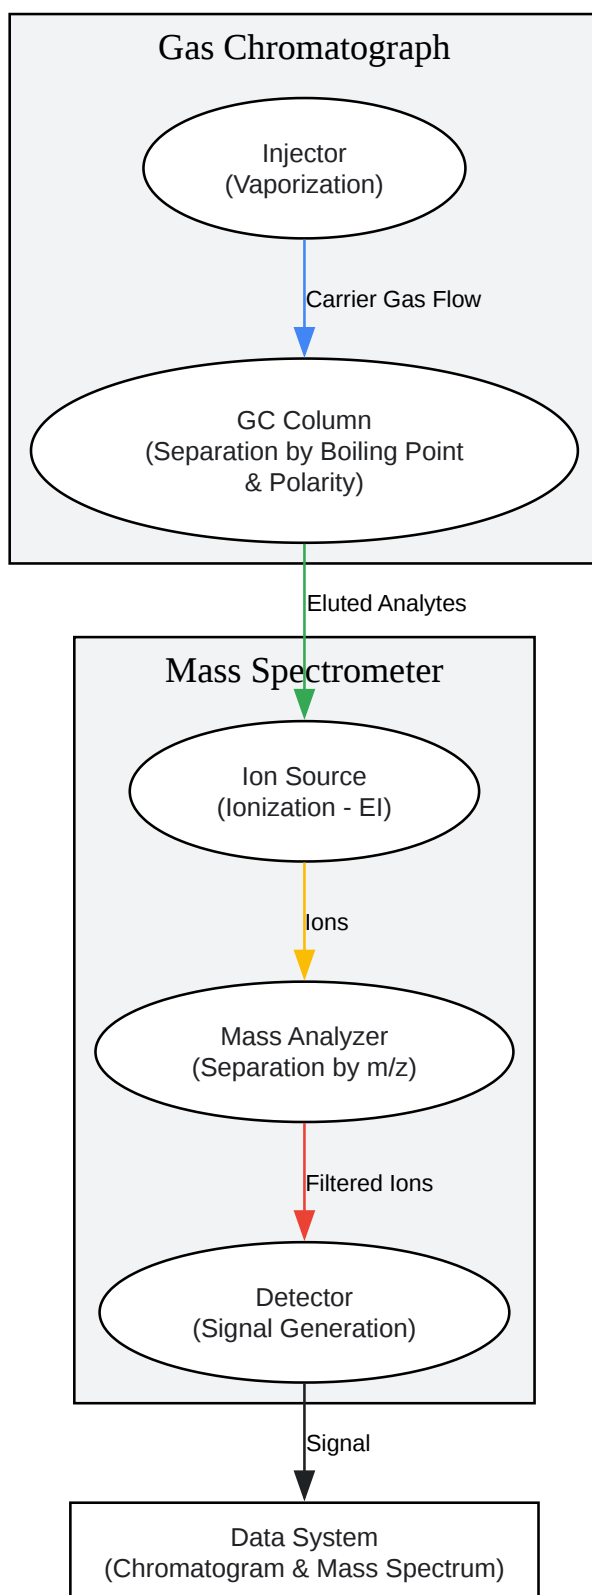 Gas Chromatograph
Injector
(Vaporization)
Carrier Gas Flow
GC Column
(Separation by Boiling Point
& Polarity)
Eluted Analytes
Mass Spectrometer
Ion Source
(Ionization - EI)
Ions
Mass Analyzer
(Separation by m/z)
Filtered Ions
Detector
(Signal Generation)
Signal
Data System
(Chromatogram & Mass Spectrum)